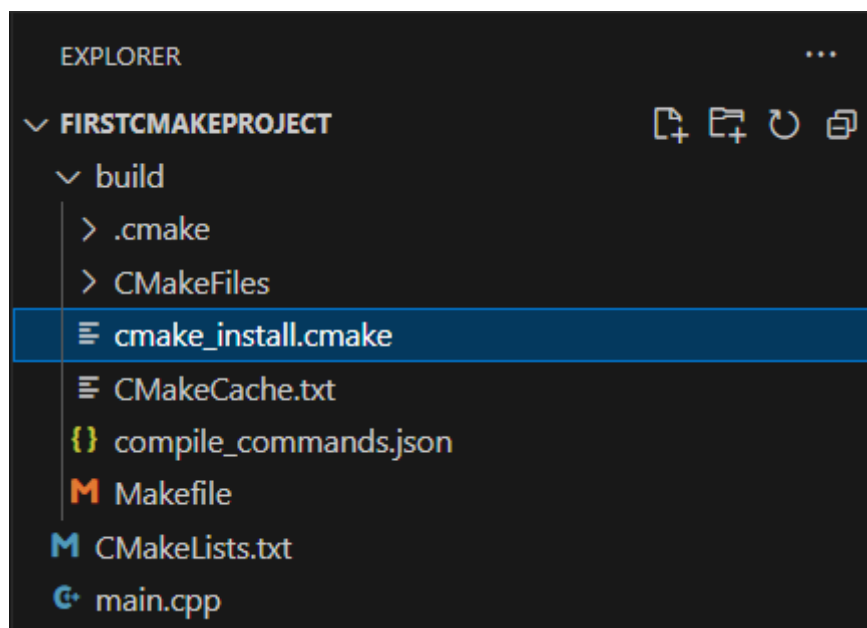 EXPLORER
FIRSTCMAKEPROJECT
build
.cmake
CMakeFiles
cmake_install.cmake
CMakeCache.txt
{} compile_commands.json
M Makefile
M CMakeLists.txt
main.cpp